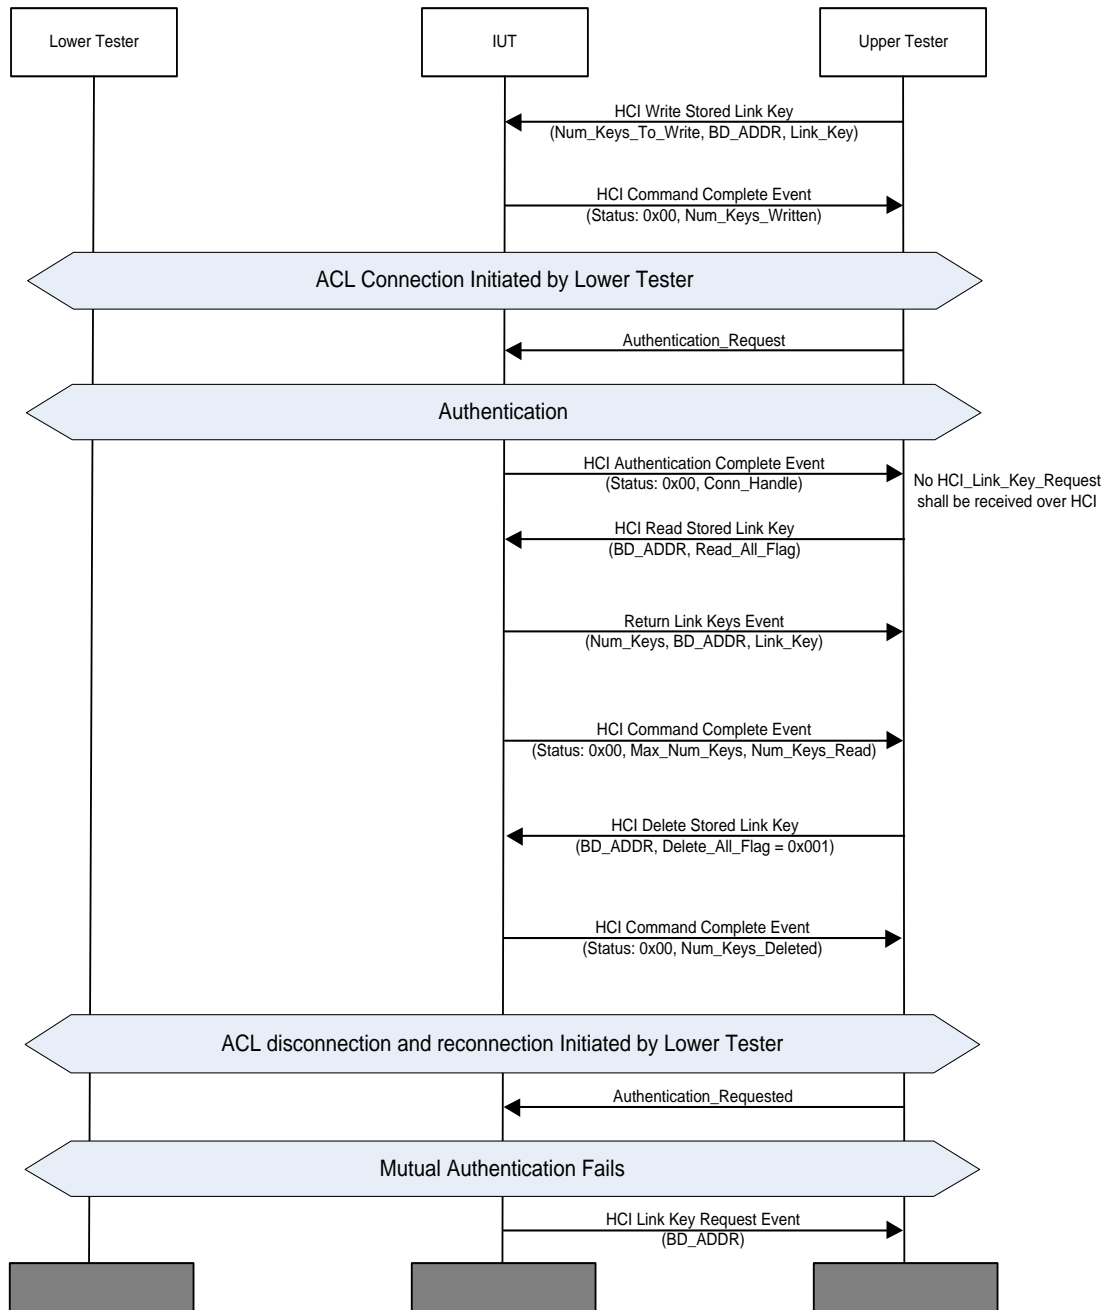 Lower Tester
IUT
Upper Tester
HCI Write Stored Link Key
(Num_Keys_To_Write, BD_ADDR, Link_Key)
HCI Command Complete Event
(Status: 0x00, Num_Keys_Written)
ACL Connection Initiated by Lower Tester
Authentication_Request
Authentication
HCI Authentication Complete Event
(Status: 0x00, Conn_Handle)
No HCI_Link_Key_Request
shall be received over HCI
HCI Read Stored Link Key
(BD_ADDR, Read_All_Flag)
Return Link Keys Event
(Num_Keys, BD_ADDR, Link_Key)
HCI Command Complete Event
(Status: 0x00, Max_Num_Keys, Num_Keys_Read)
HCI Delete Stored Link Key
(BD_ADDR, Delete_All_Flag = 0x001)
HCI Command Complete Event
(Status: 0x00, Num_Keys_Deleted)
ACL disconnection and reconnection Initiated by Lower Tester
Authentication_Requested
Mutual Authentication Fails
HCI Link Key Request Event
(BD_ADDR)